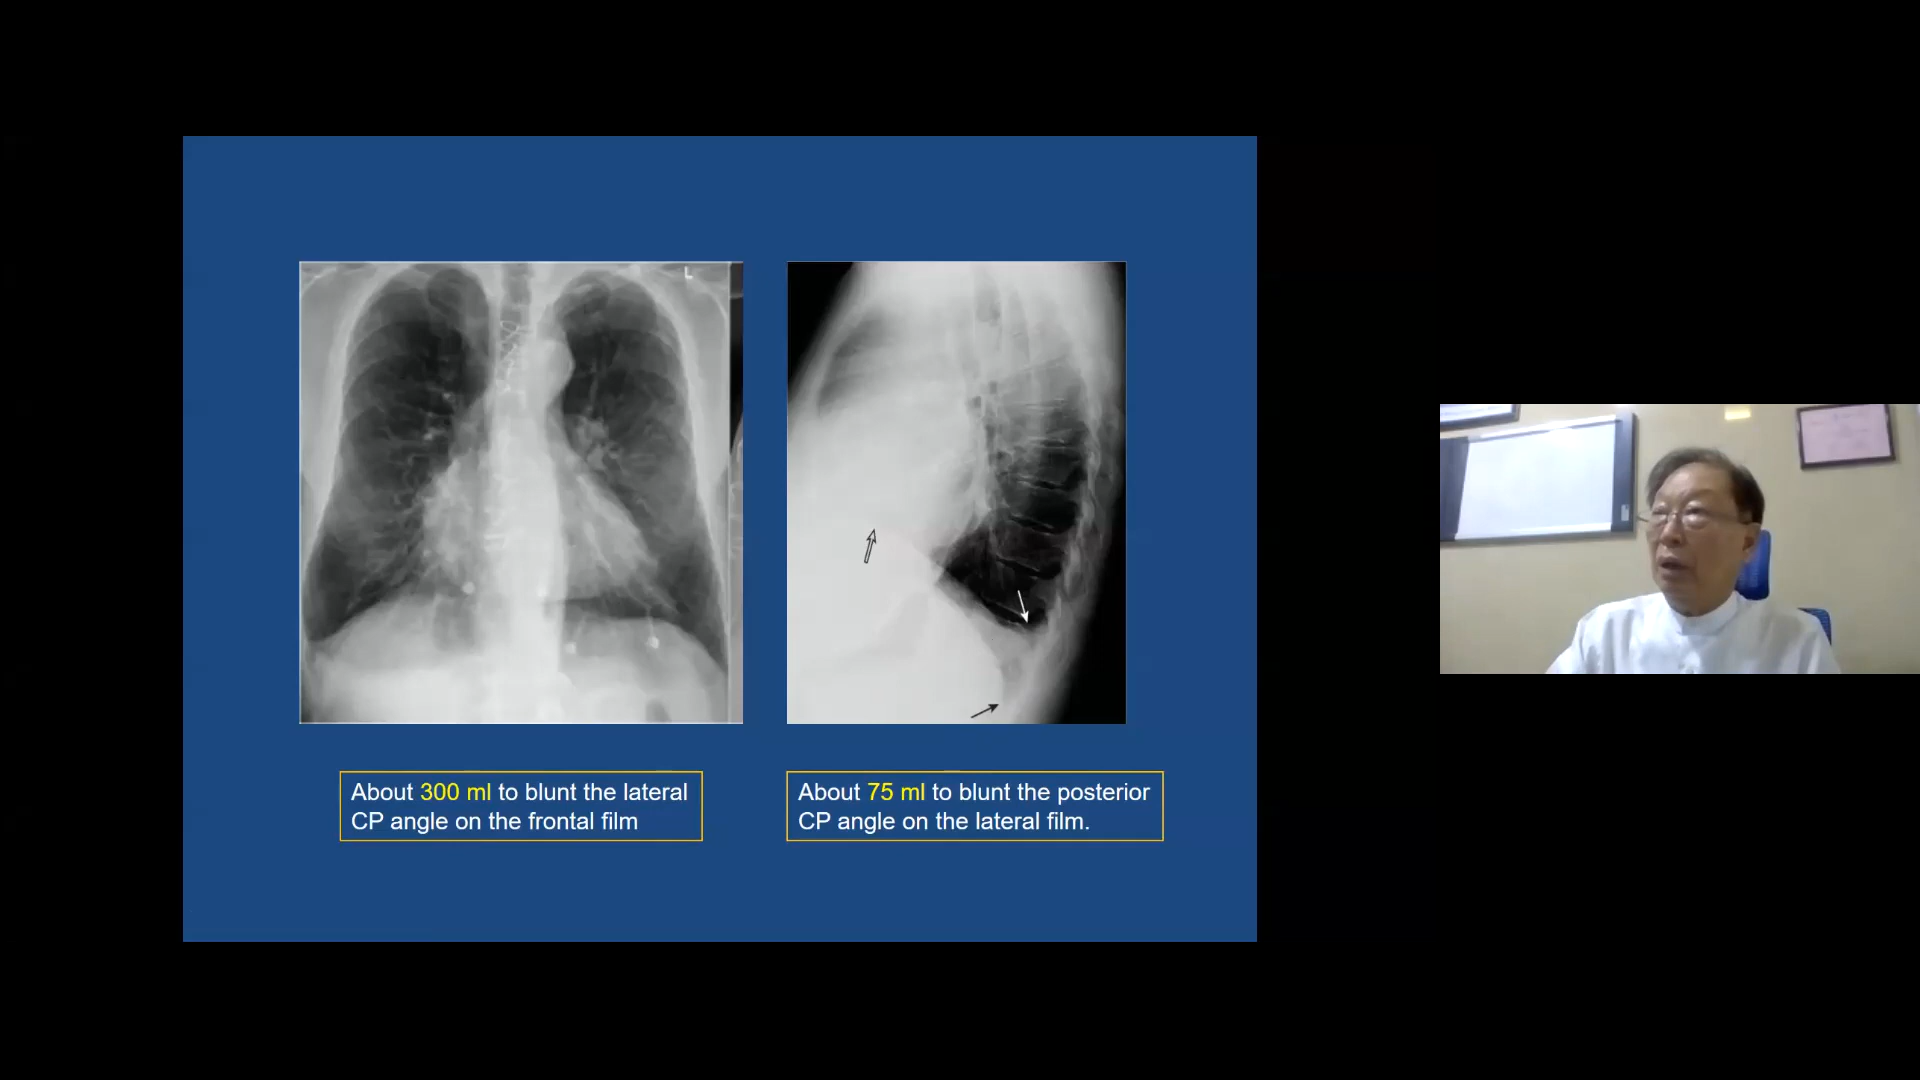 L
About 300 ml to blunt the lateral
CP angle on the frontal film
About 75 ml to blunt the posterior
CP angle on the lateral film.